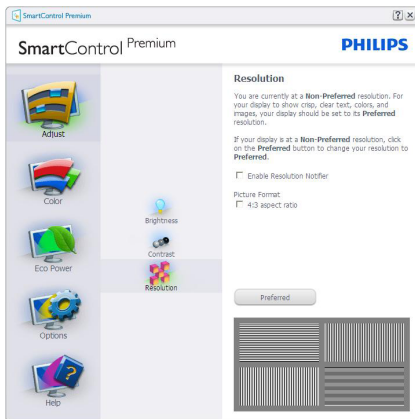 SmartControl Premium
SmartControl Premium
PHILIPS
Adjust
Color
Eco Power
Options
Help
Brightness
Contrast
Resolution
Resolution
You are currently at a Non-Preferred resolution. For
your display to show crisp, clear text, colors, and
images, your display should be set to its Preferred
resolution.
If your display is at a Non-Preferred resolution, click
on the Preferred button to change your resolution to
Preferred.
Enable Resolution Notifier
Picture Format
4:3 aspect ratio
Preferred